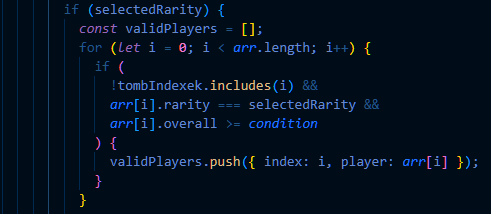 if (selectedRarity) {
const validPlayers = [];
for (let i = 0; i < arr.length; i++) {
if (
!tombIndexek.includes(i) &&
arr[i].rarity === selectedRarity &&
arr[i].overall >= condition
) {
validPlayers.push({ index: i, player: arr[i] });
}
}